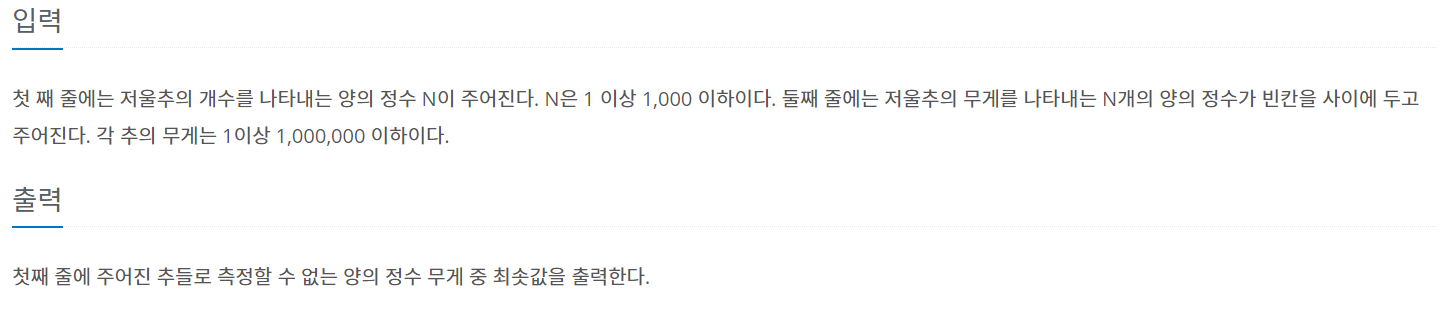 입력
첫 째 줄에는 저울추의 개수를 나타내는 양의 정수 N이 주어진다. N은 1 이상 1,000 이하이다. 둘째 줄에는 저울추의 무게를 나타내는 N개의 양의 정수가 빈칸을 사이에 두고
주어진다. 각 추의 무게는 1이상 1,000,000 이하이다.
출력
첫째 줄에 주어진 추들로 측정할 수 없는 양의 정수 무게 중 최솟값을 출력한다.